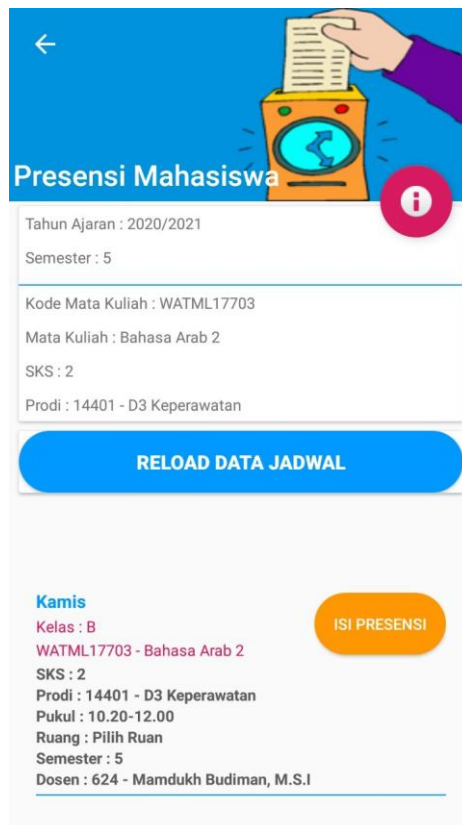 Presensi Mahasiswa
Tahun Ajaran : 2020/2021
Semester : 5
Kode Mata Kuliah : WATML17703
Mata Kuliah : Bahasa Arab 2
SKS : 2
Prodi : 14401 - D3 Keperawatan
RELOAD DATA JADWAL
Kamis
Kelas : B
ISI PRESENSI
WATML17703 - Bahasa Arab 2
SKS : 2
Prodi : 14401 - D3 Keperawatan
Pukul : 10.20-12.00
Ruang : Pilih Ruan
Semester : 5
Dosen : 624 - Mamdukh Budiman, M.S.I